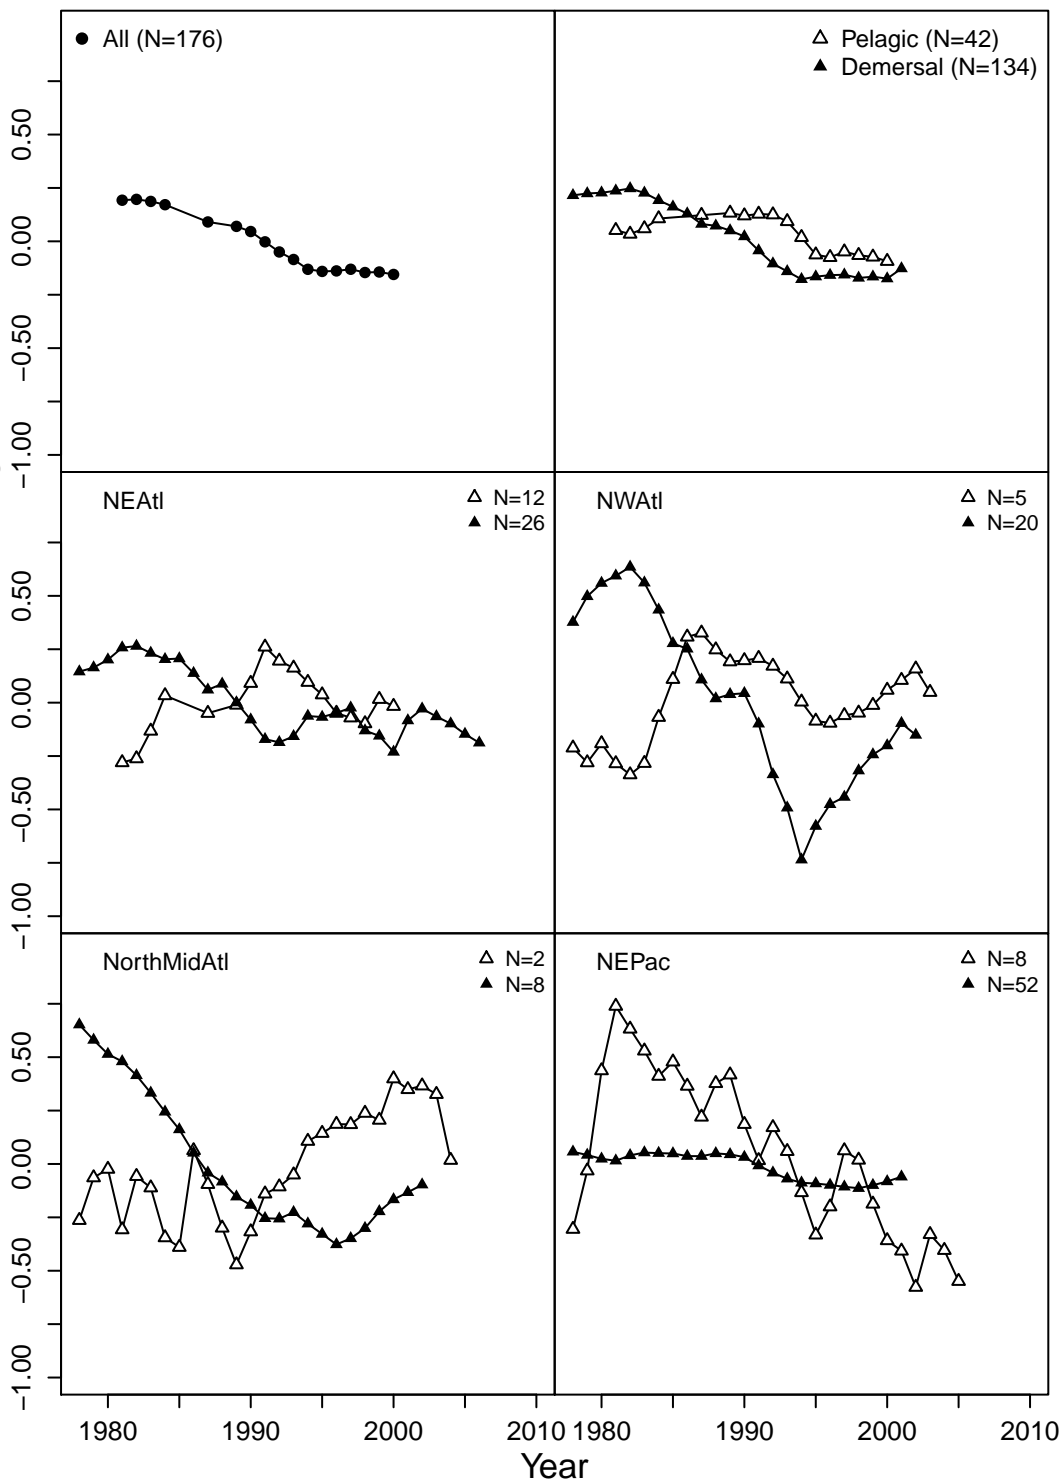 All (N=176)
Pelagic (N=42)
Demersal (N=134)
0.50
0.00
−0.50
−1.00
NEAtl
N=12
N=26
NWAtl
N=5
N=20
0.50
0.00
−0.50
−1.00
NorthMidAtl
N=2
N=8
NEPac
N=8
N=52
0.50
0.00
−0.50
−1.00
1980 1990 2000 2010 1980 1990 2000 2010
Year